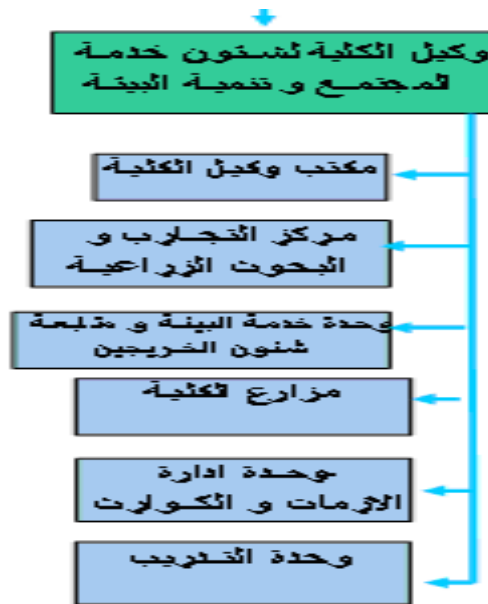 وكيل الكلية لشئون خدمة
المجتمع و تنمية البيئة
مكتب وكيل الكلية
مركز التجارب و
البحوث الزراعية
وحدة خدمة البيئة و متابعة
شئون الخريجين
مزارع الكلية
وحدة ادارة
الازمات و الكوارث
وحدة التدريب